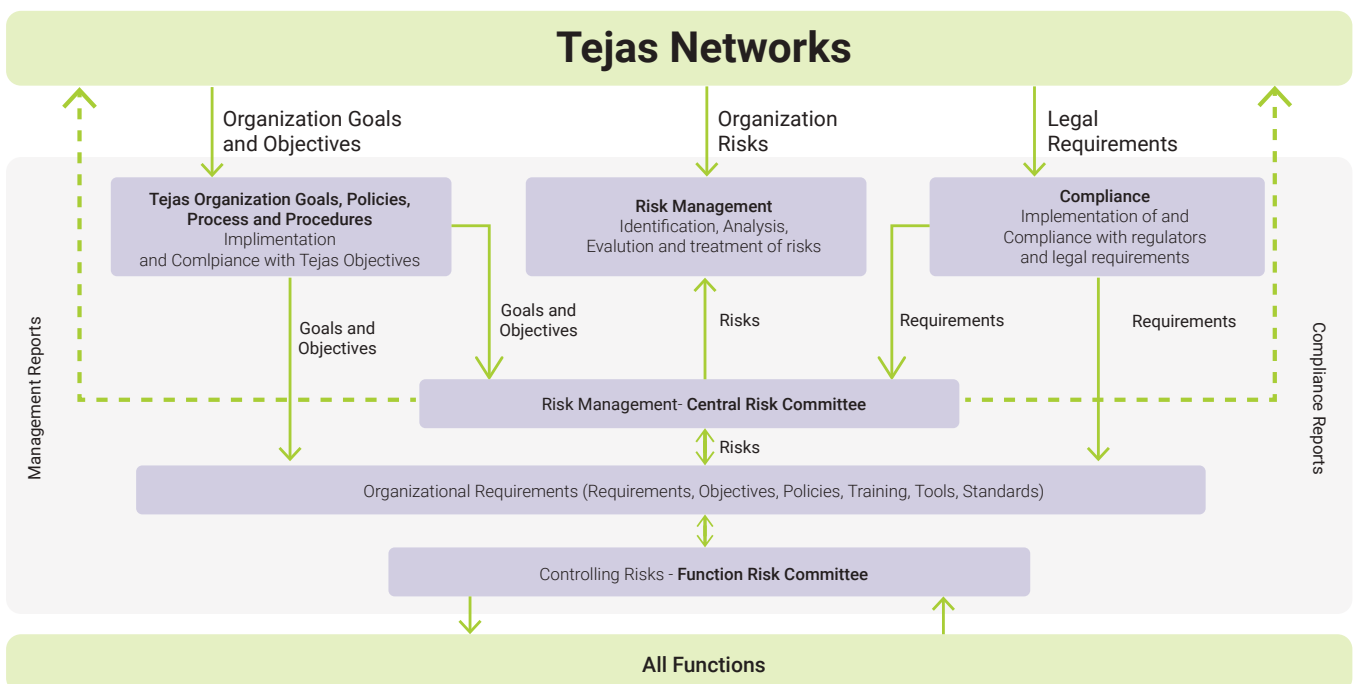 Tejas Networks
Organization Goals
and Objectives
Organization
Risks
Legal
Requirements
Tejas Organization Goals, Policies,
Process and Procedures
Implimentation
and Comlpiance with Tejas Objectives
Risk Management
Identification, Analysis,
Evalution and treatment of risks
Compliance
Implementation of and
Compliance with regulators
and legal requirements
Management Reports
Goals and
Objectives
Goals and
Objectives
Risks
Requirements
Requirements
Compliance Reports
Risk Management- Central Risk Committee
Risks
Organizational Requirements (Requirements, Objectives, Policies, Training, Tools, Standards)
Controlling Risks - Function Risk Committee
All Functions